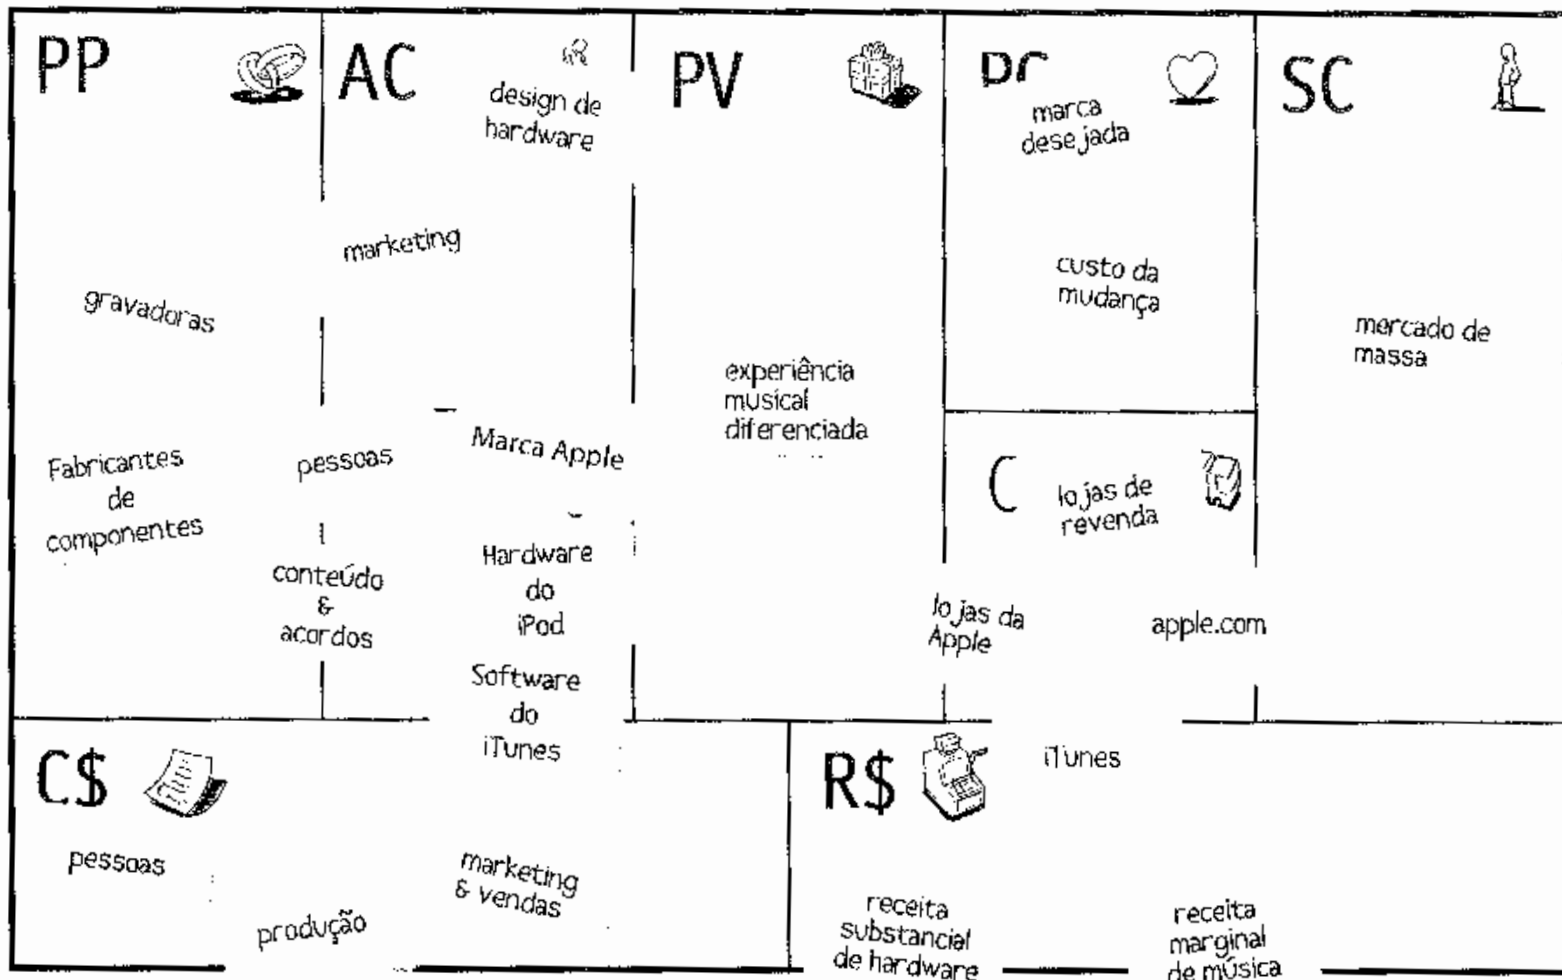 PP
gravadoras
Fabricantes
de
componentes
AC
design de
hardware
marketing
pessoas
conteúdo
&
acordos
Marca Apple
Hardware
do
iPod
Software
do
iTunes
PV
experiência
musical
diferenciada
marca
desejada
custo da
mudança
C
lojas de
revenda
lojas da
Apple
apple.com
iTunes
SC
mercado de
massa
C$
pessoas
produção
marketing
& vendas
R$
receita
substancial
de hardware
receita
marginal
de música